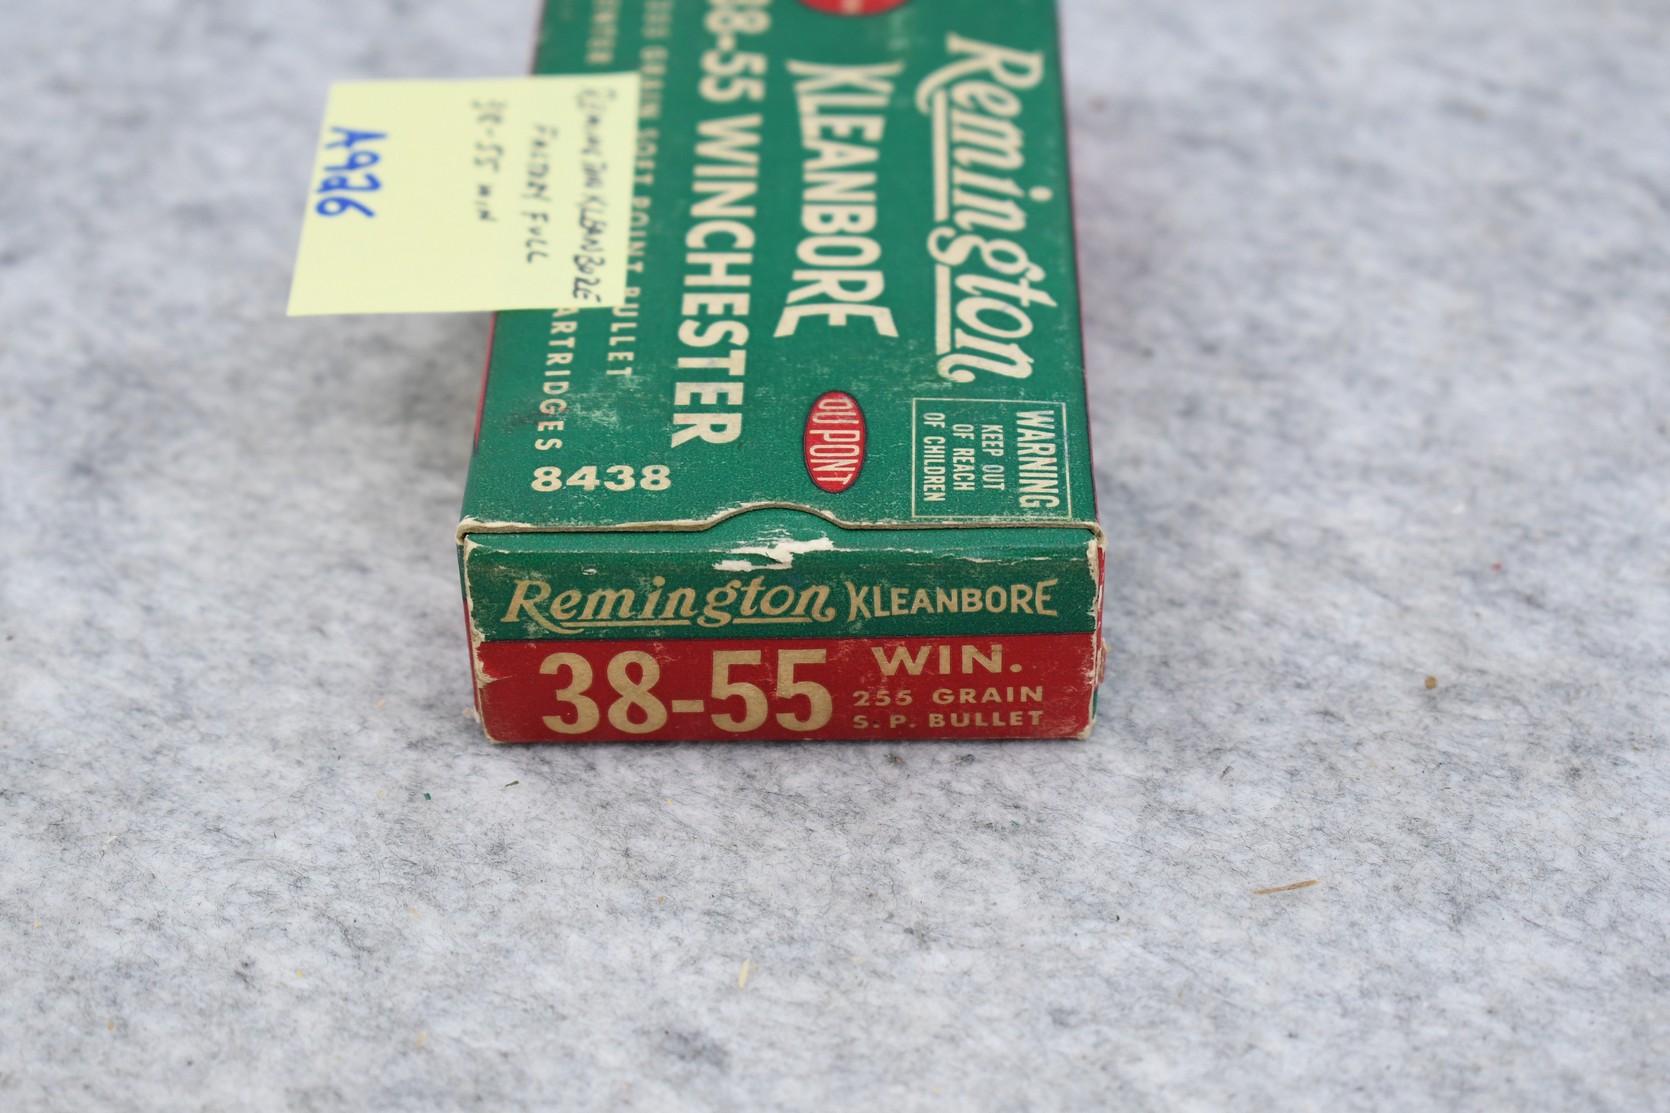 Remington
KLEANBORE
38-55 WINCHESTER
GRAIN SOFT POINT BULLET
CARTRIDGES
8438
DU PONT
WARNING
KEEP OUT
OF REACH
OF CHILDREN
REMINGTON KLEANBORE
FACTORY FULL
38-55 WIN
A926
Remington KLEANBORE
38-55 WIN.
255 GRAIN
S. P. BULLET